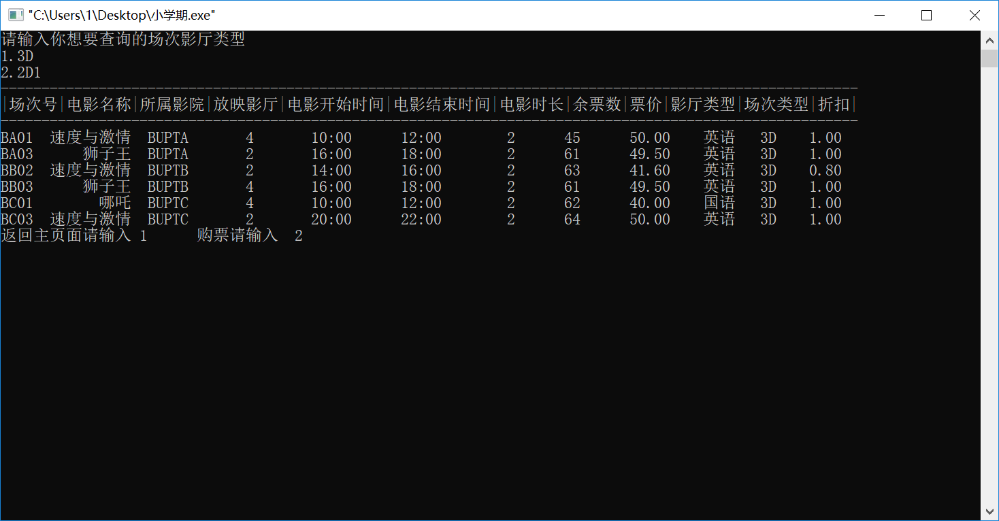 "C:\Users\1\Desktop\小学期.exe"
请输入你想要查询的场次影厅类型
1.3D
2.2D1
---------------------------------------------------------------------------------------------------------
|场次号|电影名称|所属影院|放映影厅|电影开始时间|电影结束时间|电影时长|余票数|票价|影厅类型|场次类型|折扣|
---------------------------------------------------------------------------------------------------------
BA01  速度与激情  BUPTA       4       10:00      12:00        2      45      50.00    英语   3D    1.00
BA03      狮子王  BUPTA       2       16:00      18:00        2      61      49.50    英语   3D    1.00
BB02  速度与激情  BUPTB       2       14:00      16:00        2      63      41.60    英语   3D    0.80
BB03      狮子王  BUPTB       4       16:00      18:00        2      61      49.50    英语   3D    1.00
BC01        哪吒  BUPTC       4       10:00      12:00        2      62      40.00    国语   3D    1.00
BC03  速度与激情  BUPTC       2       20:00      22:00        2      64      50.00    英语   3D    1.00
返回主页面请输入 1      购票请输入  2